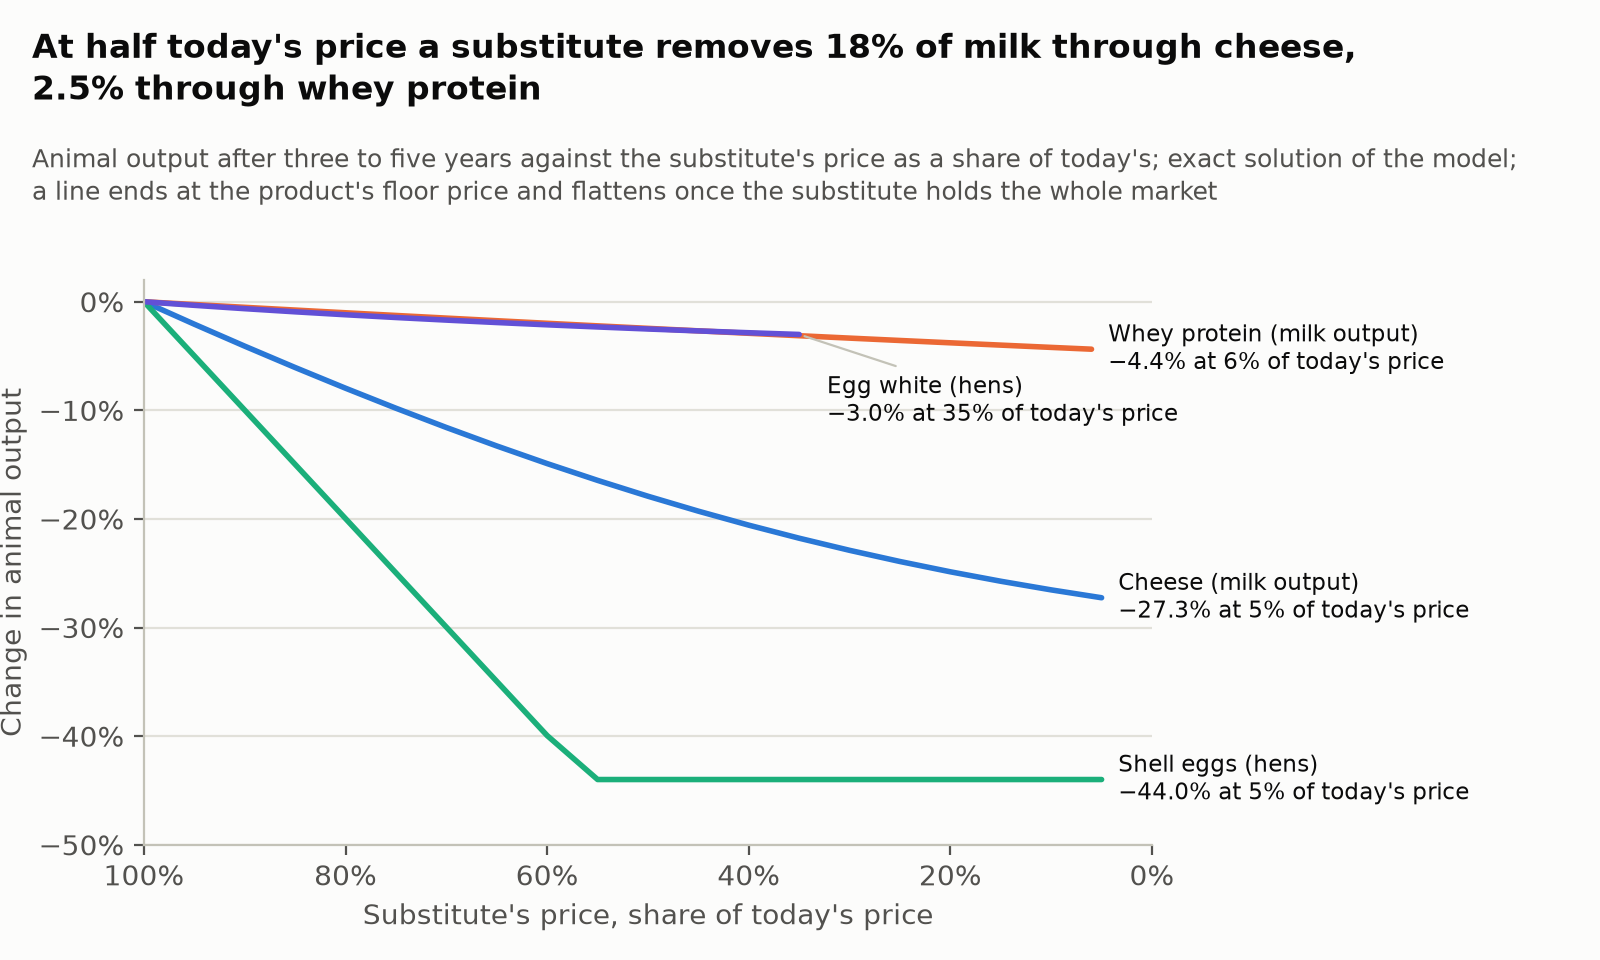 At half today's price a substitute removes 18% of milk through cheese,
2.5% through whey protein
Animal output after three to five years against the substitute's price as a share of today's; exact solution of the model;
a line ends at the product's floor price and flattens once the substitute holds the whole market
Change in animal output
0%
−10%
−20%
−30%
−40%
−50%
Whey protein (milk output)
−4.4% at 6% of today's price
Egg white (hens)
−3.0% at 35% of today's price
Cheese (milk output)
−27.3% at 5% of today's price
Shell eggs (hens)
−44.0% at 5% of today's price
100%
80%
60%
40%
20%
0%
Substitute's price, share of today's price